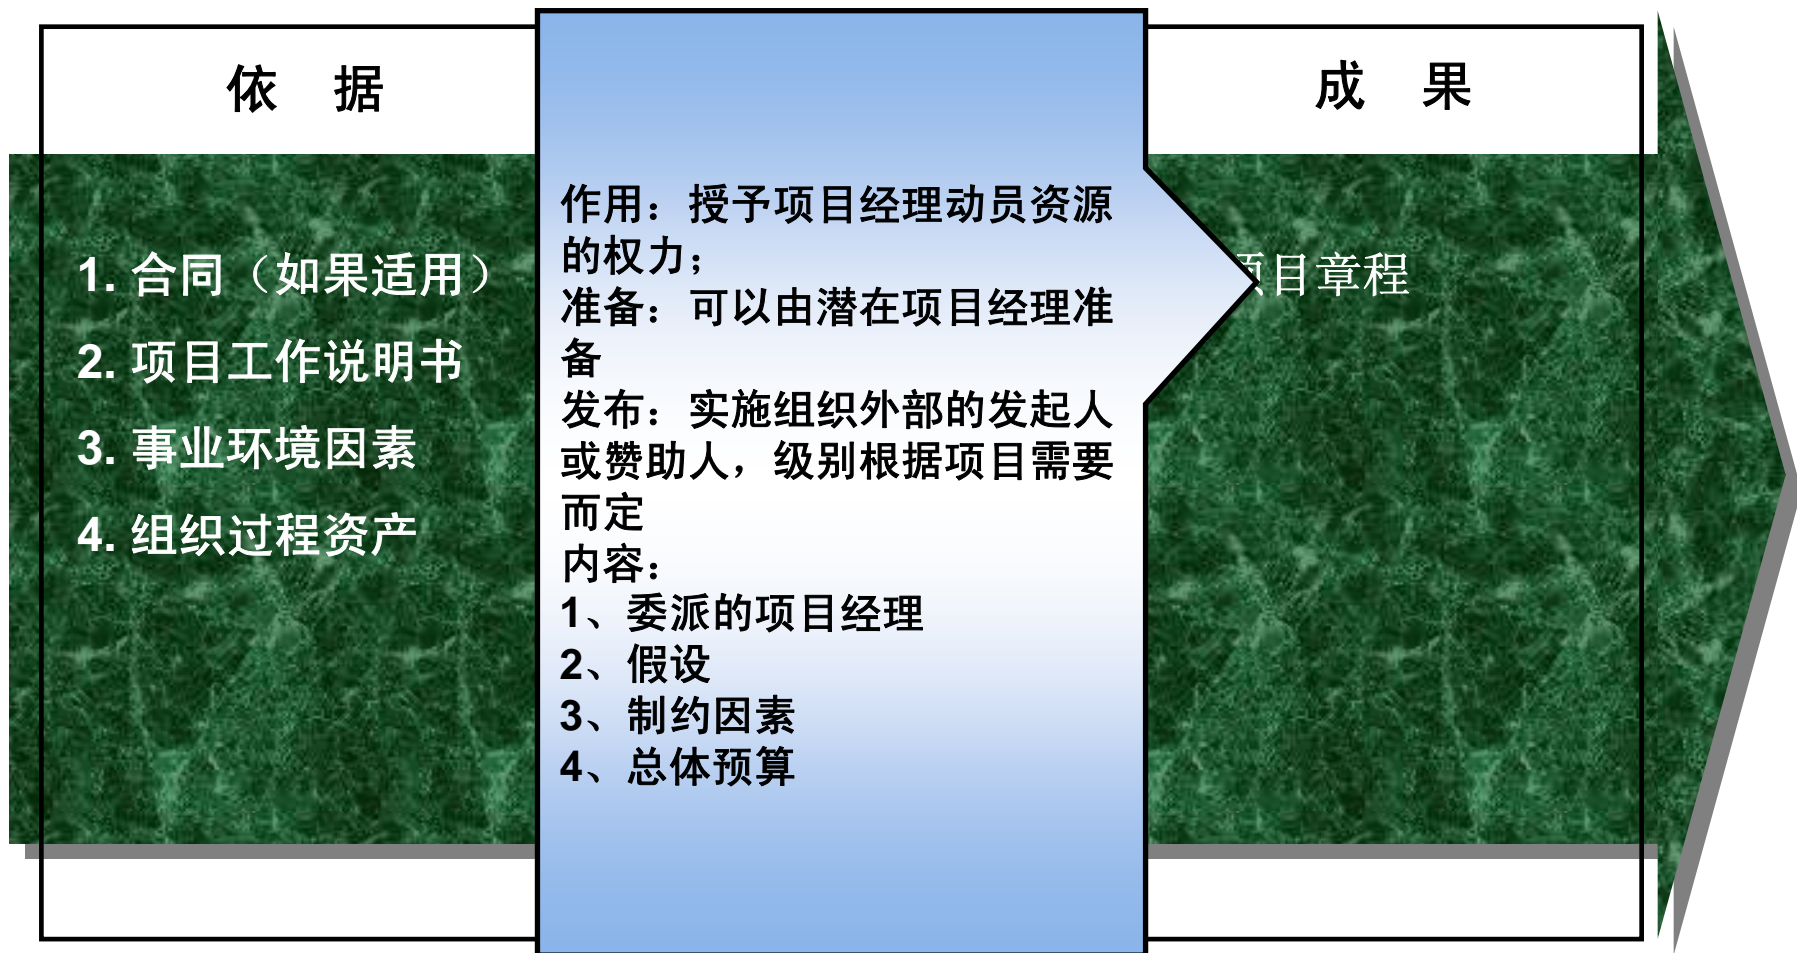 依 据
1. 合同（如果适用）
2. 项目工作说明书
3. 事业环境因素
4. 组织过程资产
作用：授予项目经理动员资源
的权力；
准备：可以由潜在项目经理准
备
发布：实施组织外部的发起人
或赞助人，级别根据项目需要
而定
内容：
1、委派的项目经理
2、假设
3、制约因素
4、总体预算
成 果
项目章程